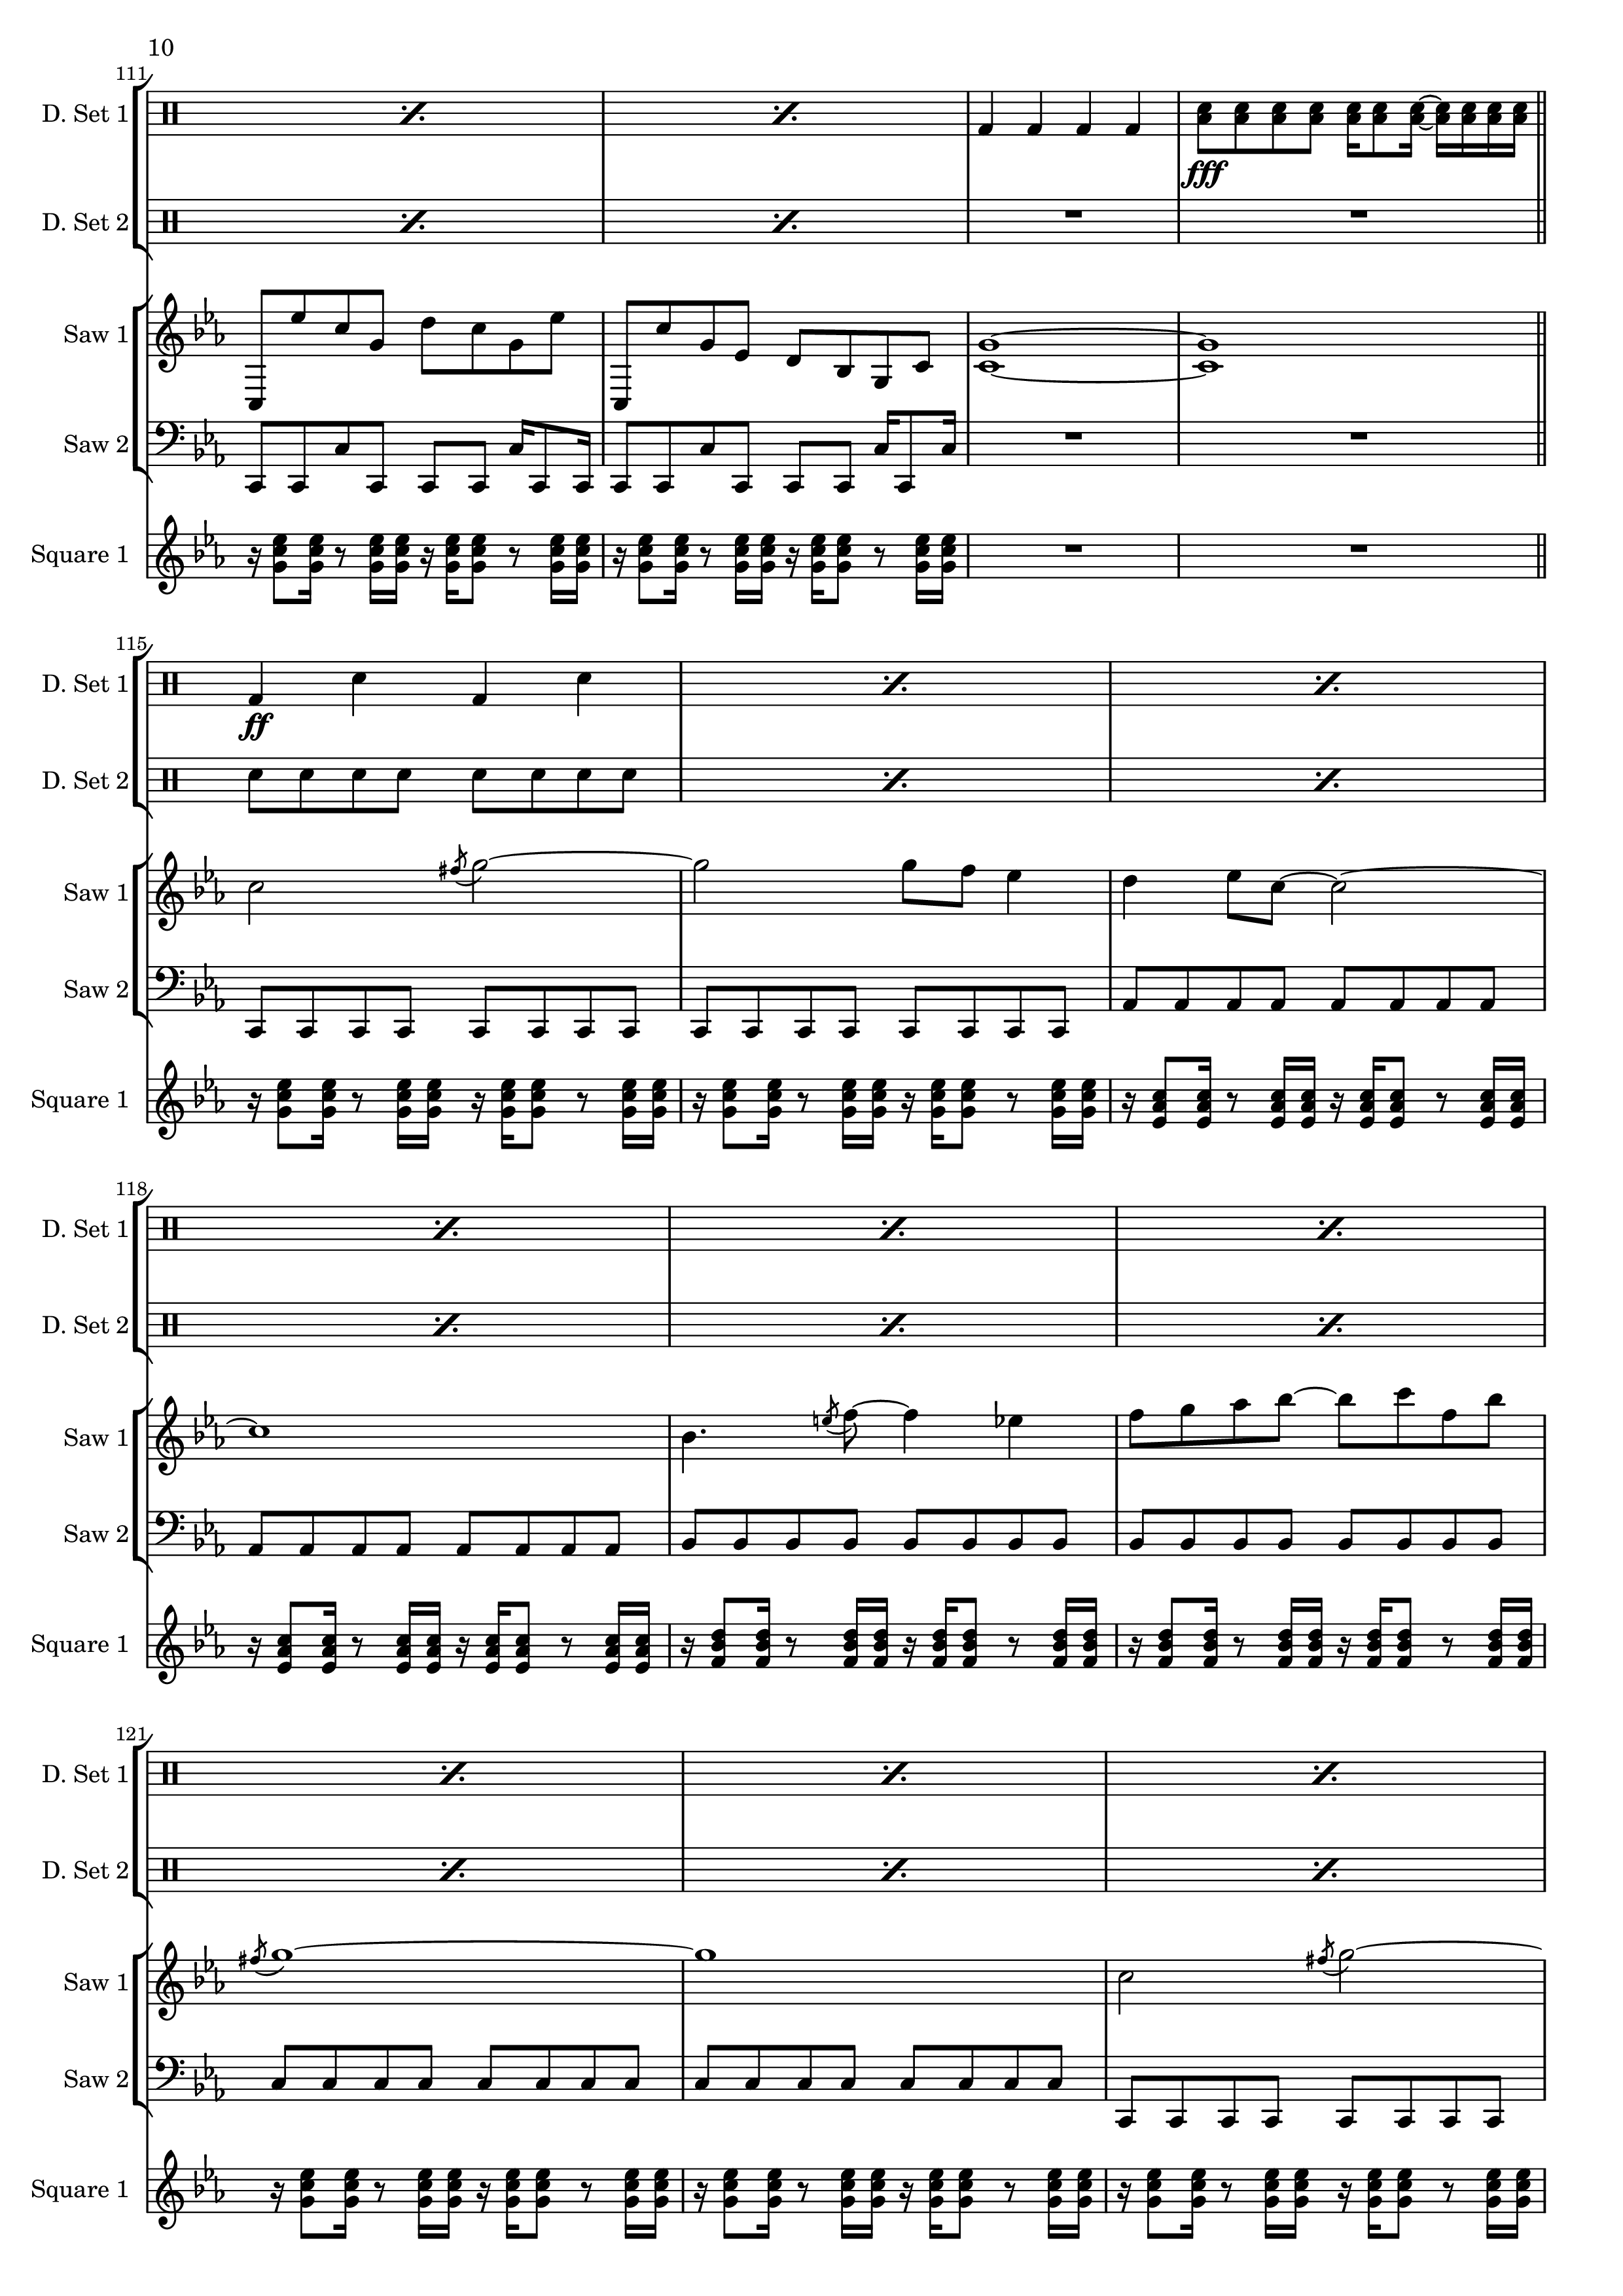 10
111
D. Set 1
fff
D. Set 2
Saw 1
Saw 2
Square 1
115
D. Set 1
ff
D. Set 2
Saw 1
Saw 2
Square 1
118
D. Set 1
D. Set 2
Saw 1
Saw 2
Square 1
121
D. Set 1
D. Set 2
Saw 1
Saw 2
Square 1